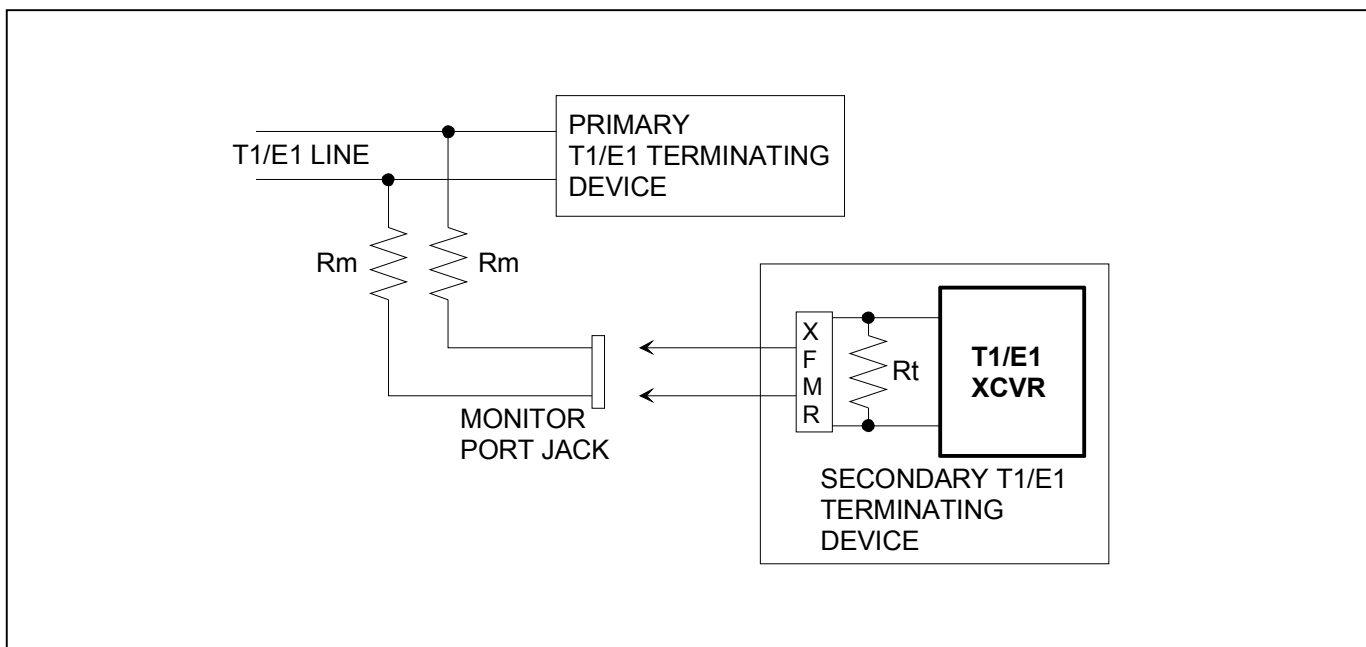 PRIMARY
T1/E1 TERMINATING
DEVICE
T1/E1 LINE
Rm
Rm
MONITOR
PORT JACK
X
F
M
R
Rt
T1/E1
XCVR
SECONDARY T1/E1
TERMINATING
DEVICE